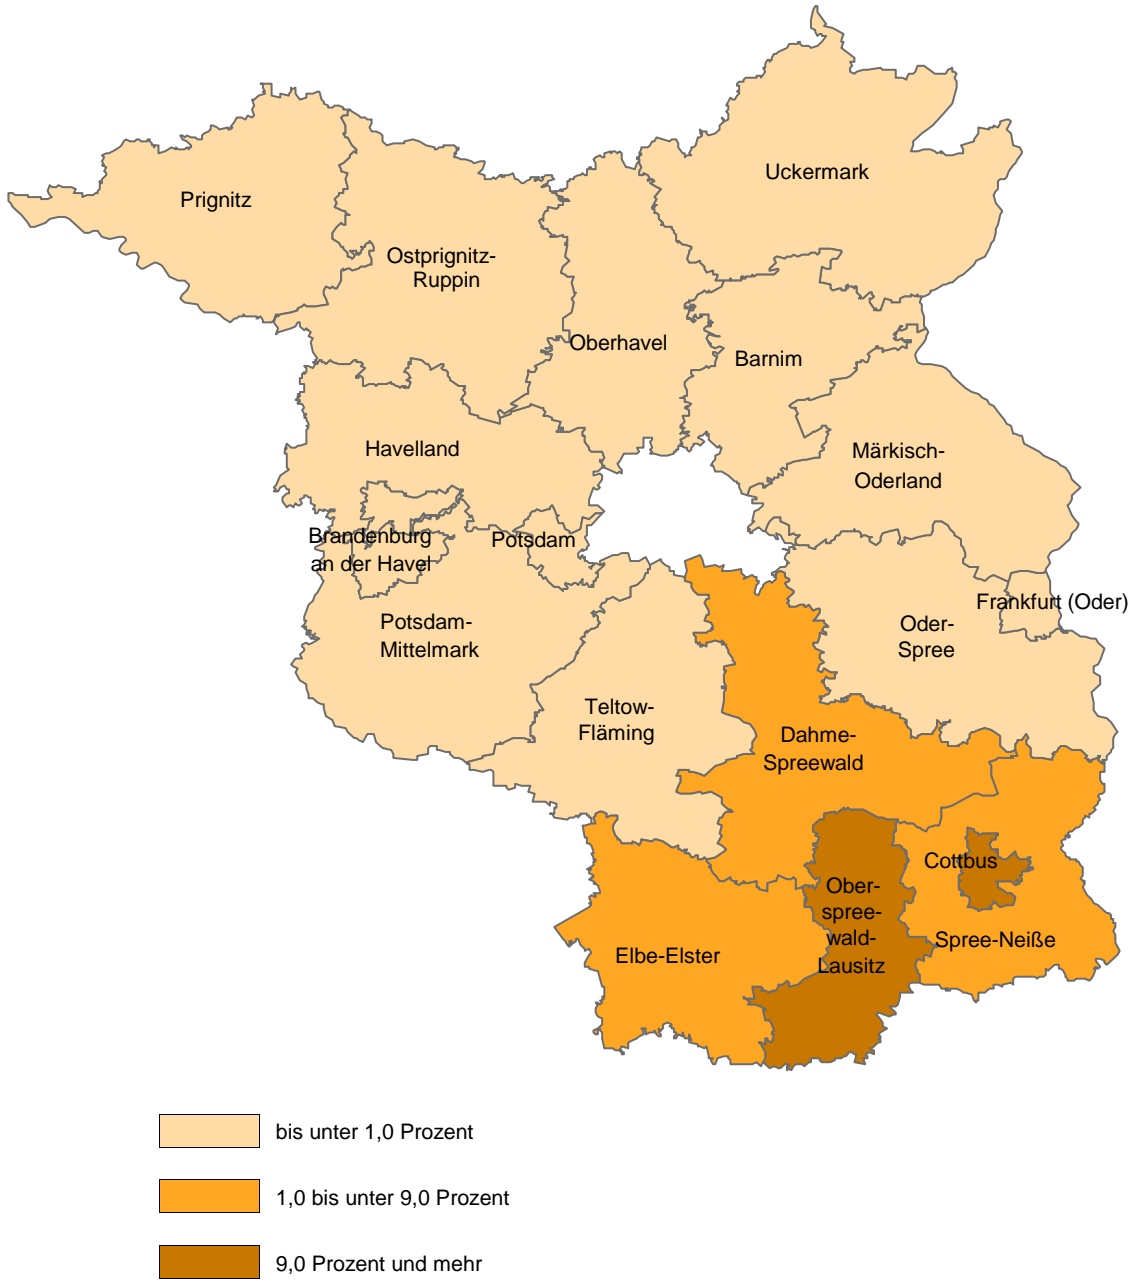 Uckermark
Prignitz
Ostprignitz-
Ruppin
Oberhavel
Barnim
Havelland
Märkisch-
Oderland
Brandenburg
an der Havel
Potsdam
Frankfurt (Oder)
Potsdam-
Mittelmark
Oder-
Spree
Teltow-
Fläming
Dahme-
Spreewald
Cottbus
Ober-
spree-
wald-
Lausitz
Spree-Neiße
Elbe-Elster
bis unter 1,0 Prozent
1,0 bis unter 9,0 Prozent
9,0 Prozent und mehr